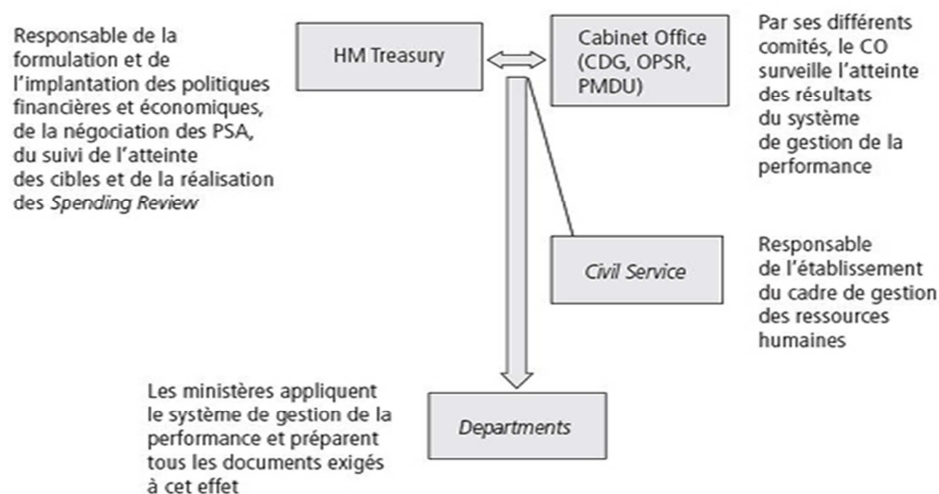 Responsable de la
formulation et de
l'implantation des politiques
financières et économiques,
de la négociation des PSA,
du suivi de l'atteinte
des cibles et de la réalisation
des Spending Review
HM Treasury
Cabinet Office
(CDG, OPSR,
PMDU)
Par ses différents
comités, le CO
surveille l'atteinte
des résultats
du système
de gestion de la
performance
Civil Service
Responsable
de l'établissement
du cadre de gestion
des ressources
humaines
Les ministères appliquent
le système de gestion de la
performance et préparent
tous les documents exigés
à cet effet
Departments